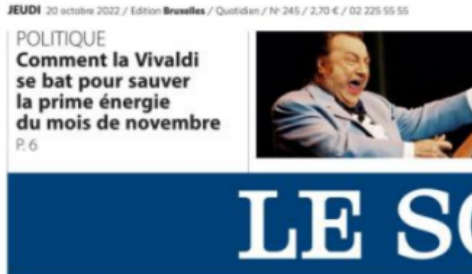 JEUDI 20 octobre 2022 / Edition Bruxelles / Quotidien / N° 245 / 2,70 € / 02 225 55 55
POLITIQUE
Comment la Vivaldi
se bat pour sauver
la prime énergie
du mois de novembre
P. 6
LE SO